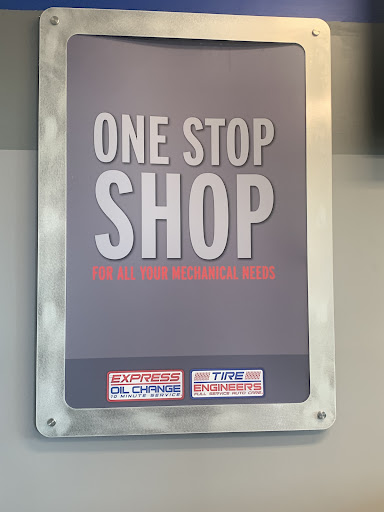 ONE STOP
SHOP
FOR ALL YOUR MECHANICAL NEEDS
EXPRESS
OIL CHANGE
10 MINUTE SERVICE
TIRE
ENGINEERS
FULL SERVICE AUTO CARE